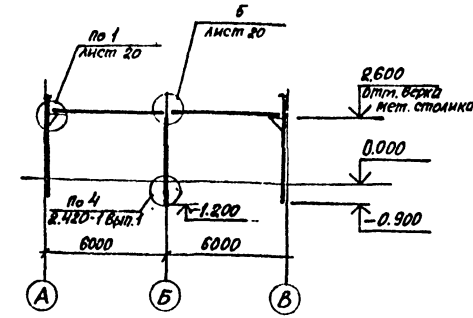 По 1
Лист 20
Б
Лист 20
2,600
Отм. верха
мет. столика
0.000
По 4
2.420-1 Вып.1
-1.200
-0.900
6000
6000
А
Б
В